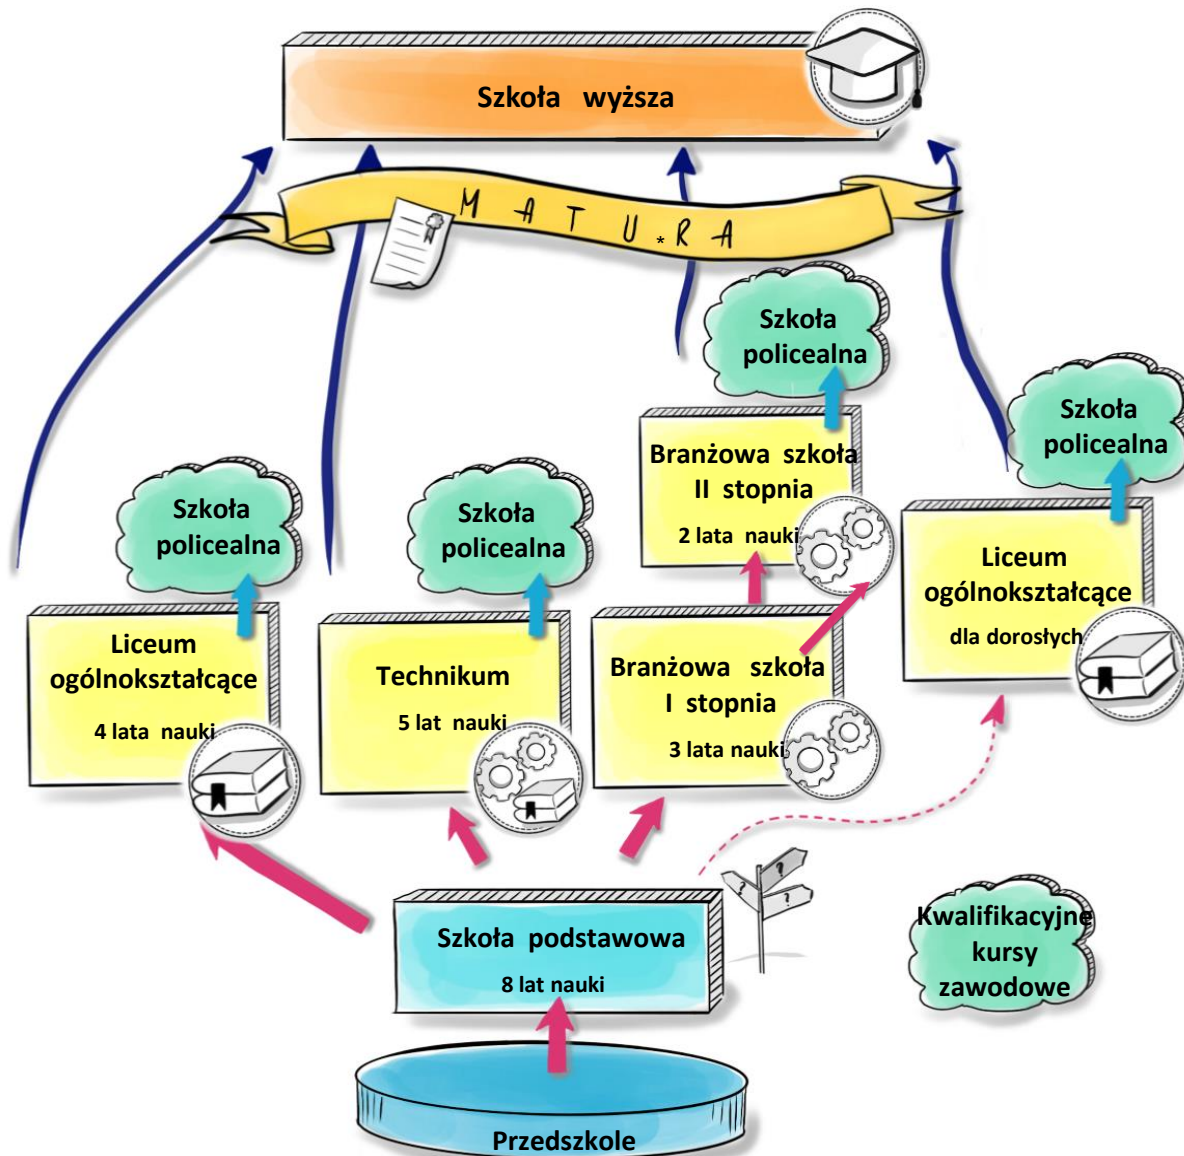 Szkoła wyższa
MATU*RA
Szkoła
policealna
Szkoła
policealna
Branżowa szkoła
II stopnia
2 lata nauki
Szkoła
policealna
Szkoła
policealna
Liceum
ogólnokształcące
dla dorosłych
Liceum
ogólnokształcące
4 lata nauki
Technikum
5 lat nauki
Branżowa szkoła
I stopnia
3 lata nauki
? ? ?
Szkoła podstawowa
8 lat nauki
Kwalifikacyjne
kursy
zawodowe
Przedszkole